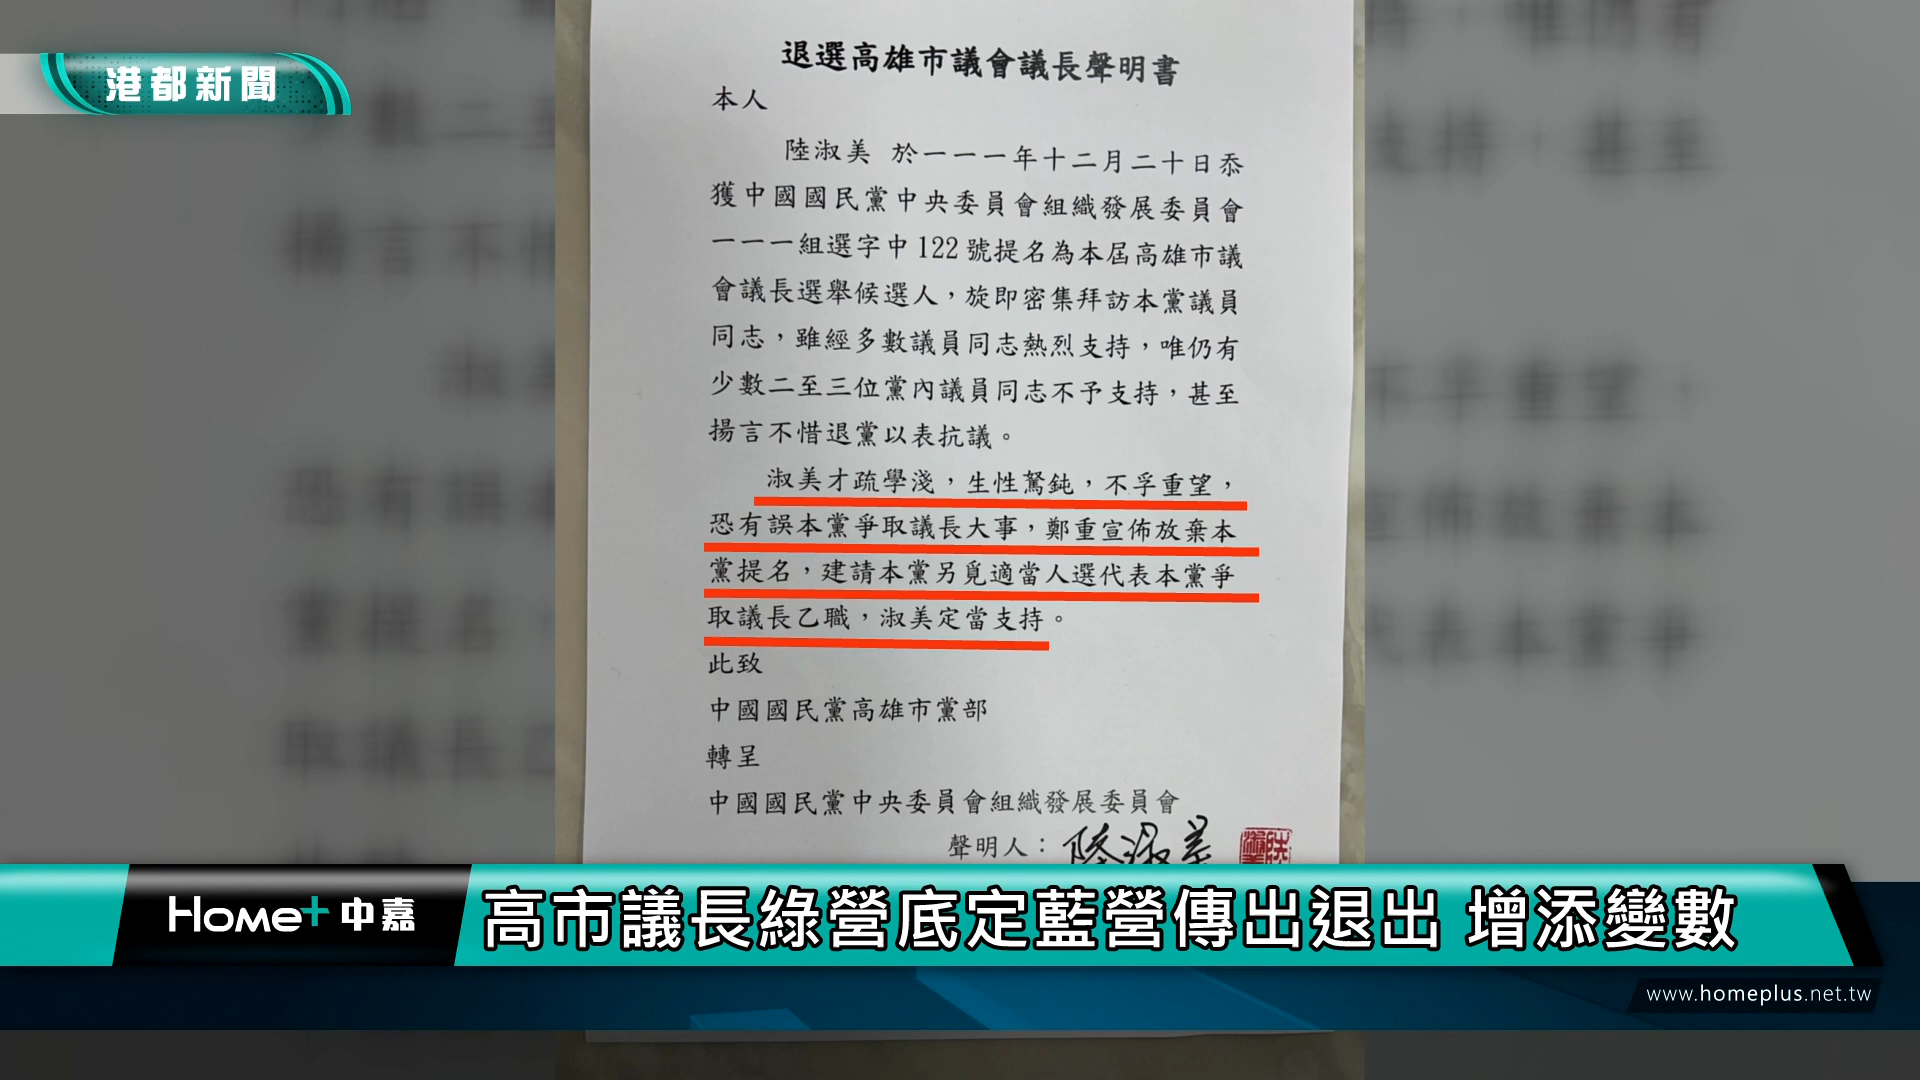 港都新聞
退選高雄市議會議長聲明書
本人
陸淑美 於一一一年十二月二十日忝
獲中國國民黨中央委員會組織發展委員會
一一一組選字中122號提名為本屆高雄市議
會議長選舉候選人，旋即密集拜訪本黨議員
同志，雖經多數議員同志熱烈支持，唯仍有
少數二至三位黨內議員同志不予支持，甚至
揚言不惜退黨以表抗議。
淑美才疏學淺，生性駑鈍，不孚重望，
恐有誤本黨爭取議長大事，鄭重宣佈放棄本
黨提名，建請本黨另覓適當人選代表本黨爭
取議長乙職，淑美定當支持。
此致
中國國民黨高雄市黨部
轉呈
中國國民黨中央委員會組織發展委員會
聲明人：陸淑美
Home+中嘉
高市議長綠營底定藍營傳出退出 增添變數
www.homeplus.net.tw